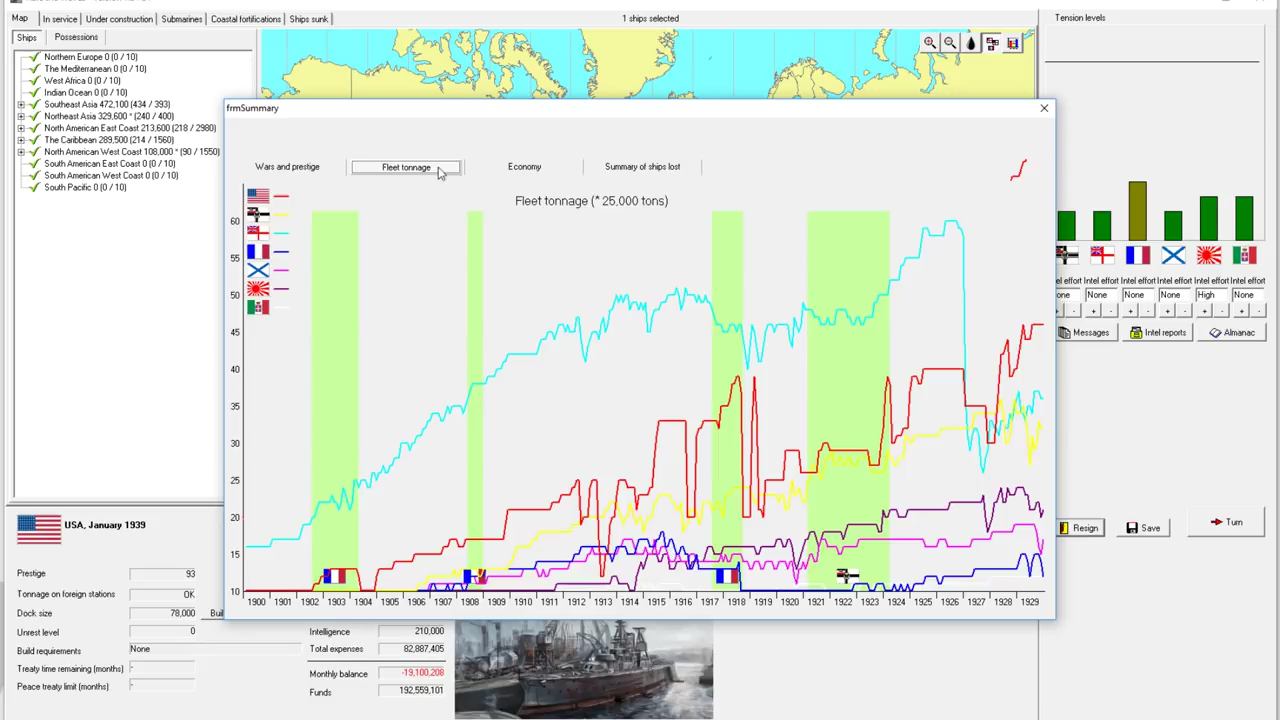 Map
In service
Under construction
Submarines
Coastal fortifications
Ships sunk
1 ships selected
Tension levels
Ships
Possessions
Northern Europe 0 (0 / 10)
The Mediterranean 0 (0 / 10)
West Africa 0 (0 / 10)
Indian Ocean 0 (0 / 10)
Southeast Asia 472,100 (434 / 393)
Northeast Asia 329,600 * (240 / 400)
North American East Coast 213,600 (218 / 2980)
The Caribbean 289,500 (214 / 1560)
North American West Coast 108,000 * (90 / 1550)
South American East Coast 0 (0 / 10)
South American West Coast 0 (0 / 10)
South Pacific 0 (0 / 10)
frmSummary
Wars and prestige
Fleet tonnage
Economy
Summary of ships lost
Fleet tonnage (* 25,000 tons)
60
55
50
45
40
35
30
25
20
15
10
1900 1901 1902 1903 1904 1905 1906 1907 1908 1909 1910 1911 1912 1913 1914 1915 1916 1917 1918 1919 1920 1921 1922 1923 1924 1925 1926 1927 1928 1929
Intel effort Intel effort Intel effort Intel effort Intel effort
None None None High None
+ - + - + - + - + -
Messages
Intel reports
Almanac
Resign
Save
Turn
USA, January 1939
Prestige 93
Tonnage on foreign stations OK
Dock size 78,000
Unrest level 0
Build requirements None
Treaty time remaining (months) -
Peace treaty limit (months) -
Intelligence 210,000
Total expenses 82,887,405
Monthly balance -19,100,208
Funds 192,559,101